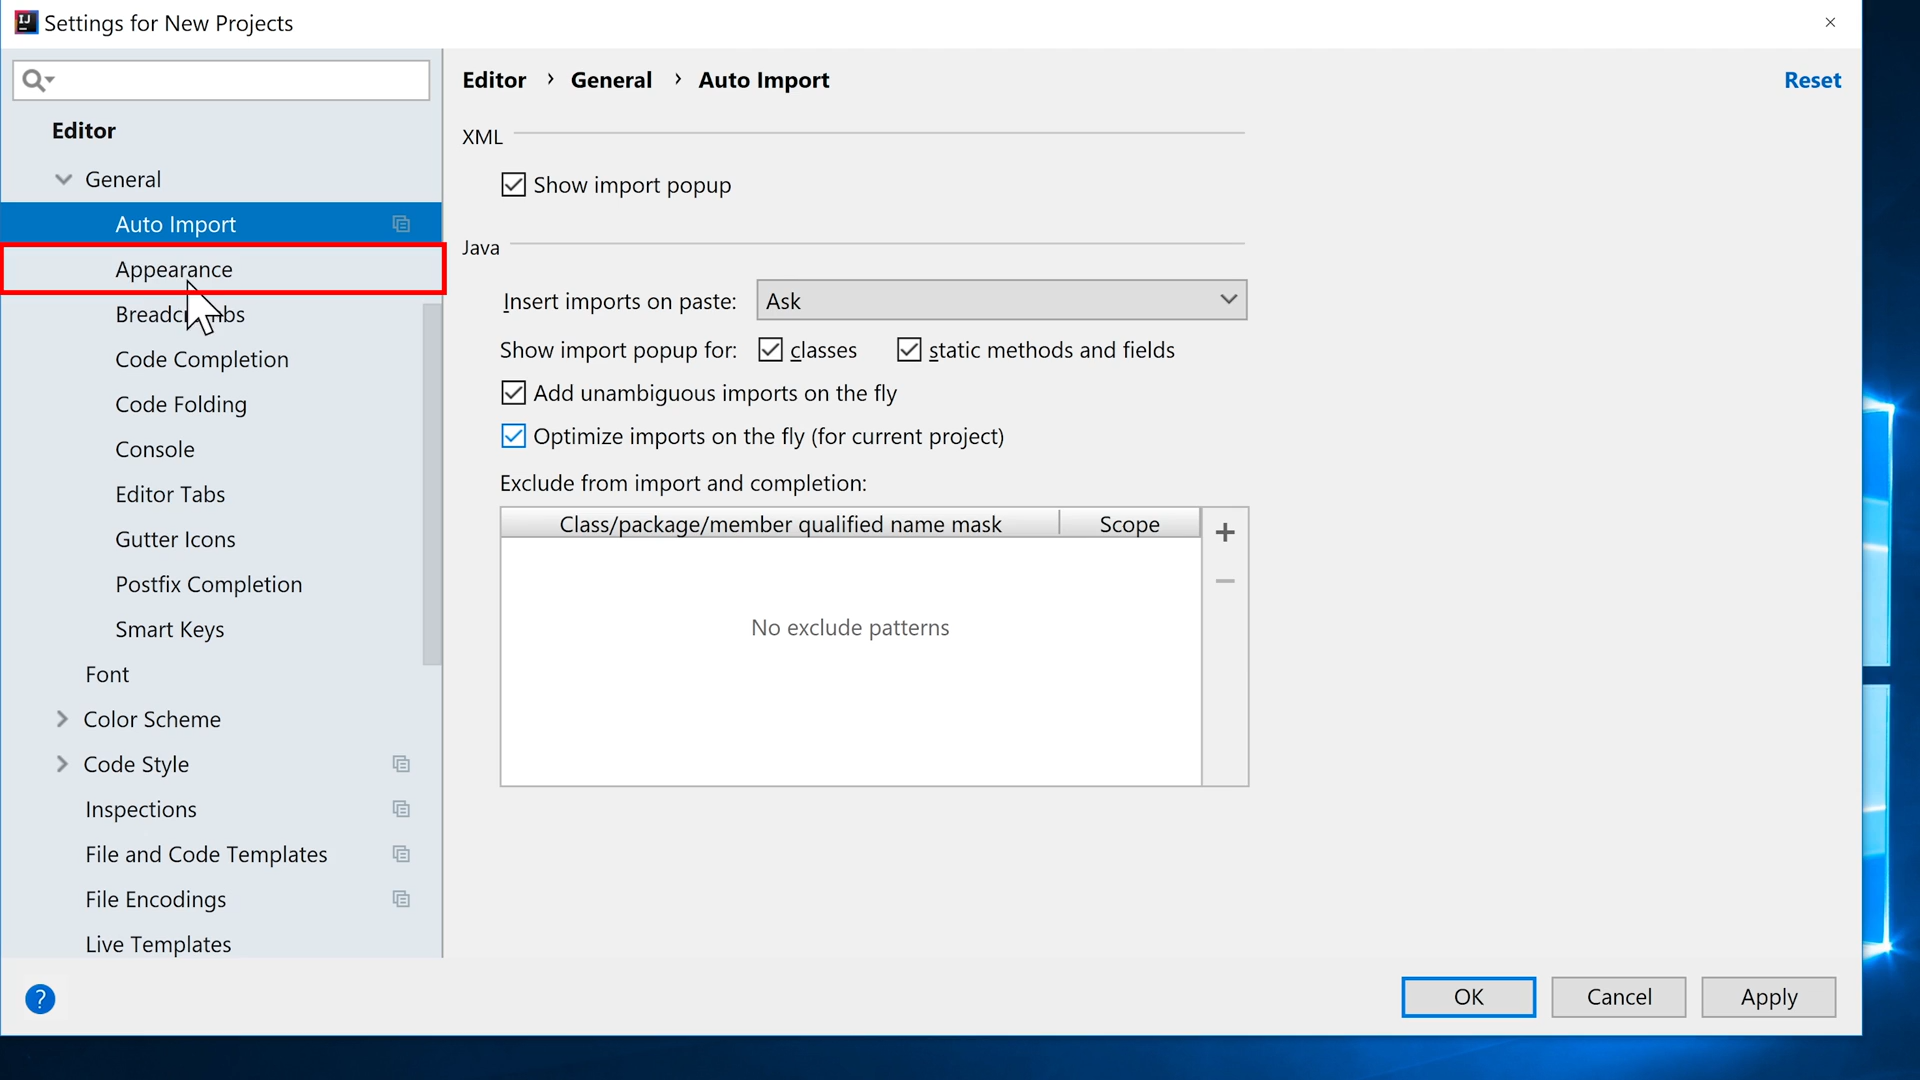 Settings for New Projects
Editor › General › Auto Import
Reset
Editor
General
Auto Import
Appearance
Code Completion
Code Folding
Console
Editor Tabs
Gutter Icons
Postfix Completion
Smart Keys
Font
Color Scheme
Code Style
Inspections
File and Code Templates
File Encodings
Live Templates
XML
Show import popup
Java
Insert imports on paste: Ask
Show import popup for: classes static methods and fields
Add unambiguous imports on the fly
Optimize imports on the fly (for current project)
Exclude from import and completion:
Class/package/member qualified name mask Scope
No exclude patterns
?
OK Cancel Apply